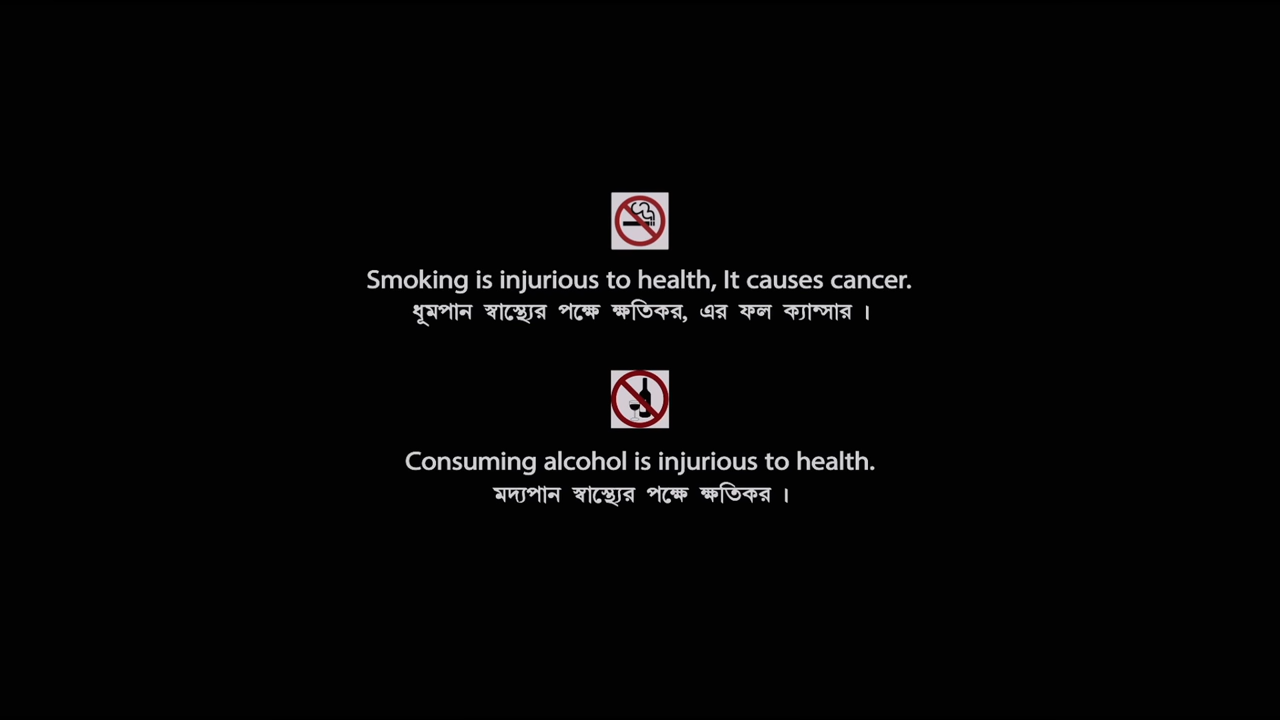 Smoking is injurious to health, It causes cancer.
ধূমপান স্বাস্থ্যের পক্ষে ক্ষতিকর, এর ফল ক্যান্সার ।
Consuming alcohol is injurious to health.
মদ্যপান স্বাস্থ্যের পক্ষে ক্ষতিকর ।